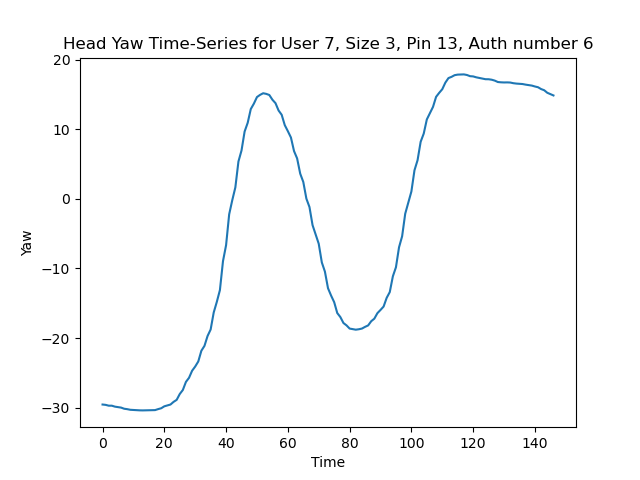 Head Yaw Time-Series for User 7, Size 3, Pin 13, Auth number 6
20
10
0
−10
−20
−30
Yaw
0 20 40 60 80 100 120 140
Time